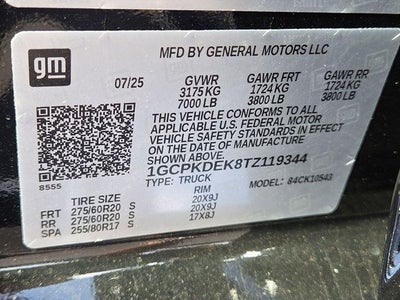 gm
MFD BY GENERAL MOTORS LLC
07/25 GVWR GAWR FRT GAWR RR
3175 KG 1724 KG 1724 KG
7000 LB 3800 LB 3800 LB
THIS VEHICLE CONFORMS TO ALL
APPLICABLE U.S. FEDERAL MOTOR
VEHICLE SAFETY STANDARDS IN EFFECT
ON THE DATE OF MANUFACTURE
SHOWN ABOVE.
1GCPKDEK8TZ119344
8555
TYPE: TRUCK MODEL: 84CK10543
TIRE SIZE RIM
FRT 275/60R20 S 20X9J
RR 275/60R20 S 20X9J
SPA 255/80R17 S 17X8J